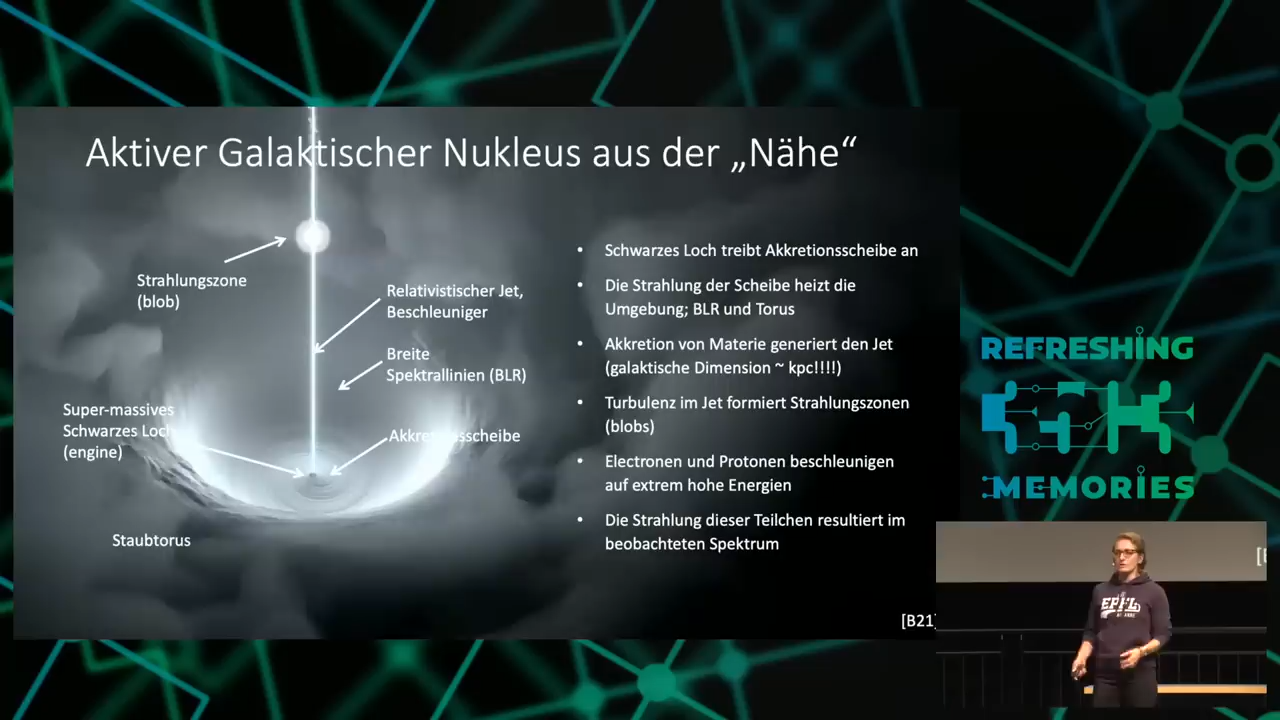 Aktiver Galaktischer Nukleus aus der „Nähe“
Strahlungszone
(blob)
Relativistischer Jet,
Beschleuniger
Breite
Spektrallinien (BLR)
Super-massives
Schwarzes Loch
(engine)
Akkretionsscheibe
Staubtorus
• Schwarzes Loch treibt Akkretionsscheibe an
• Die Strahlung der Scheibe heizt die
Umgebung; BLR und Torus
• Akkretion von Materie generiert den Jet
(galaktische Dimension ~ kpc!!!!)
• Turbulenz im Jet formiert Strahlungszonen
(blobs)
• Electronen und Protonen beschleunigen
auf extrem hohe Energien
• Die Strahlung dieser Teilchen resultiert im
beobachteten Spektrum
[B21]
REFRESHING
MEMORIES
EPFL